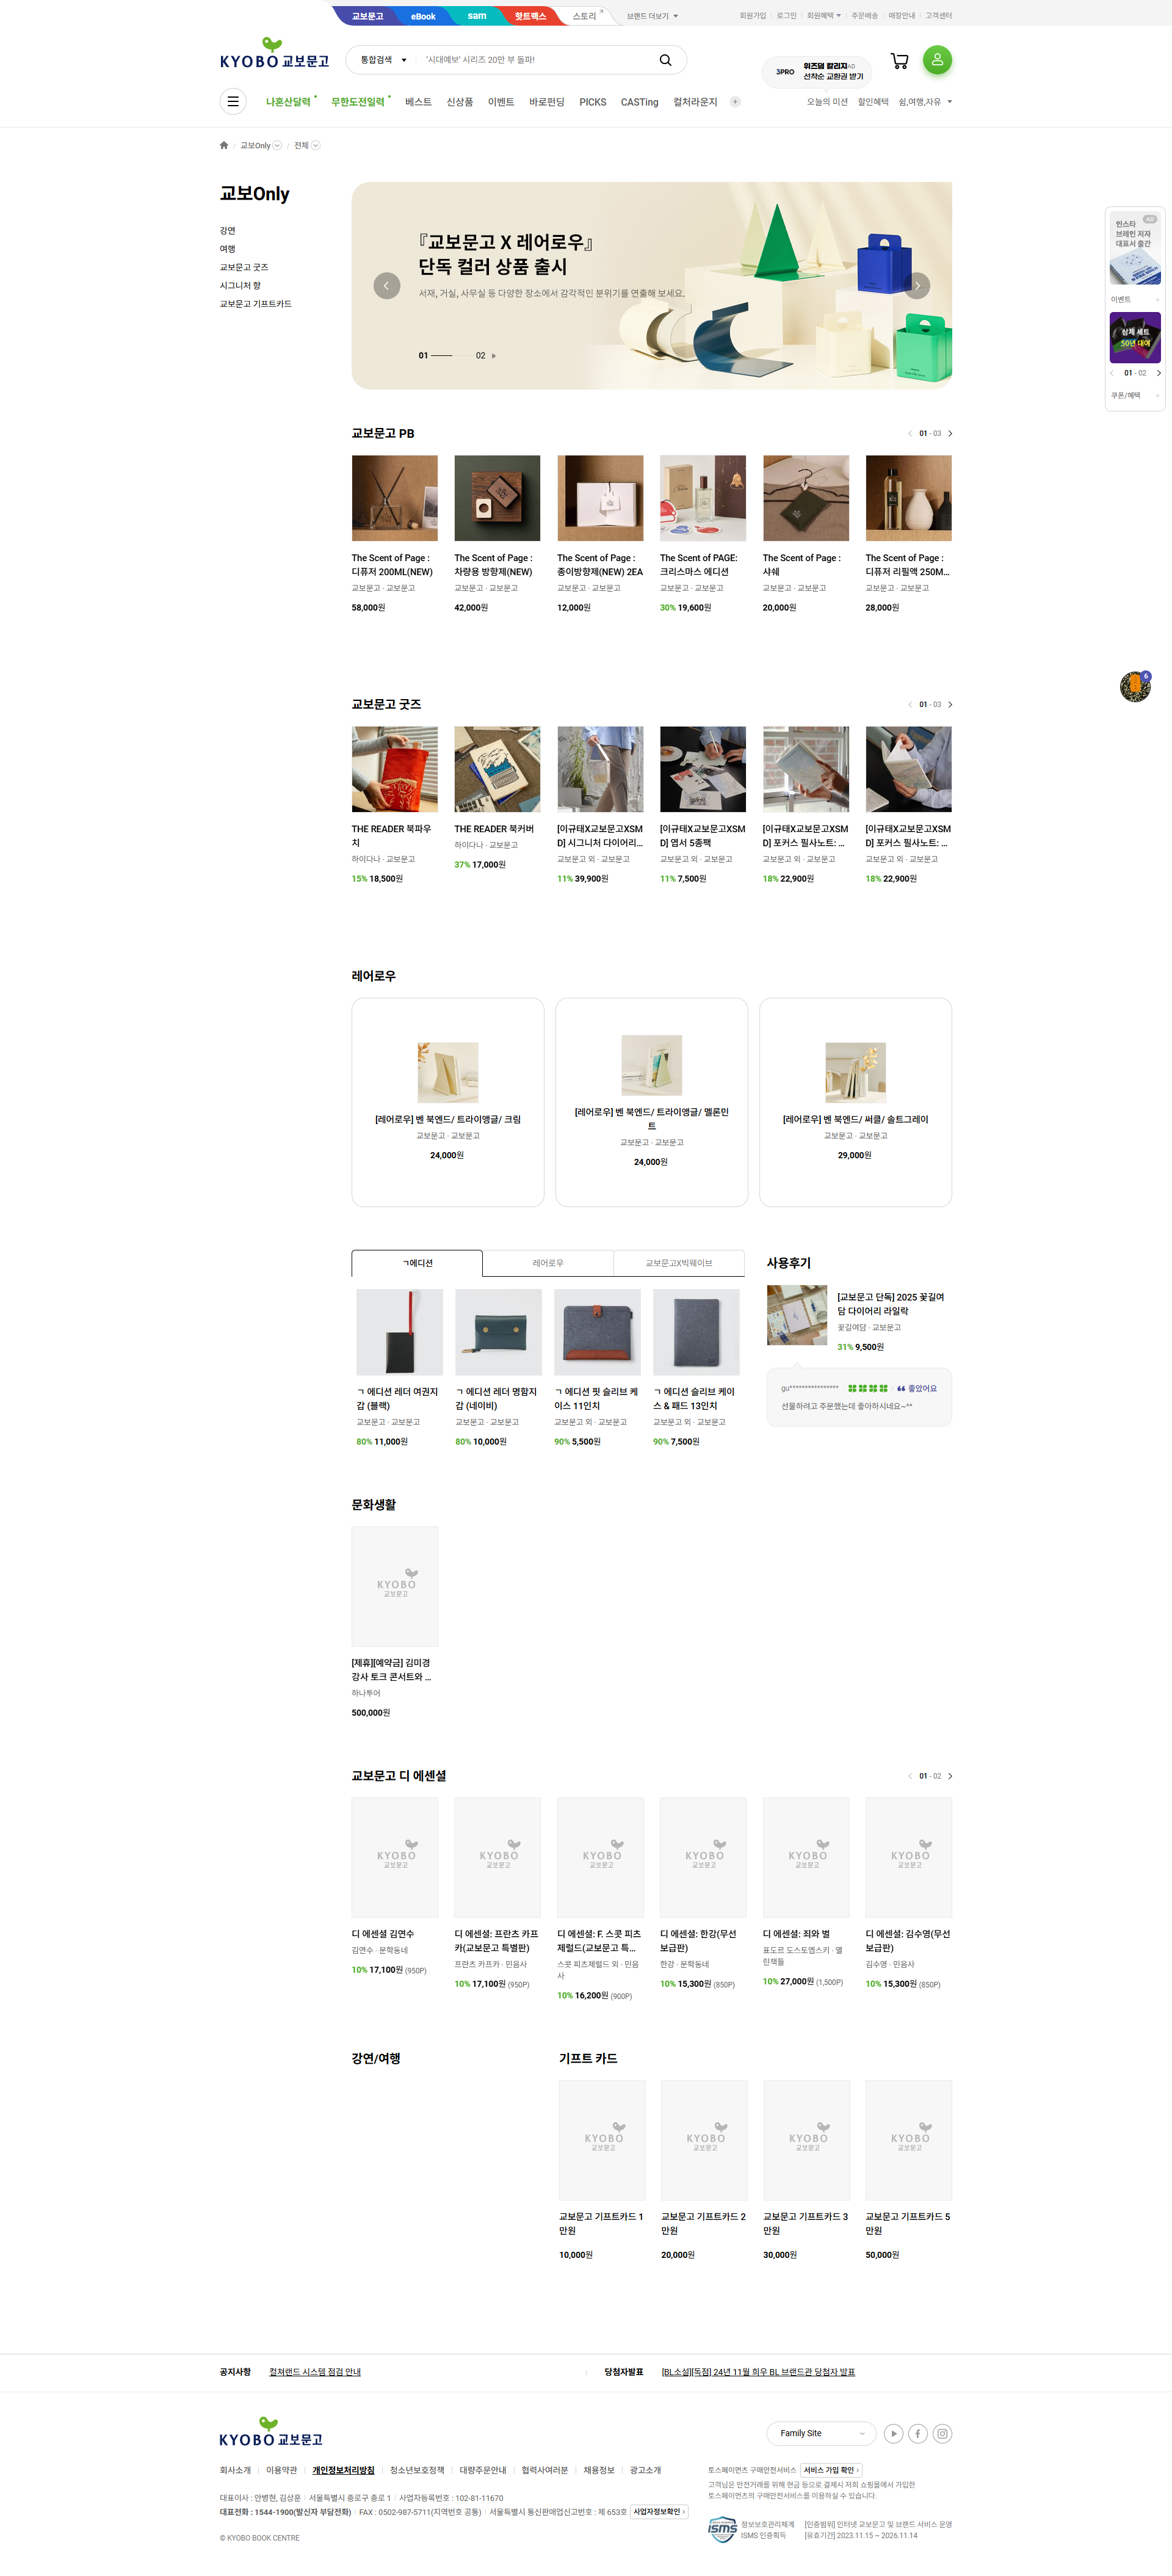 교보문고
eBook
sam
핫트랙스
스토리
브랜드 더보기
회원가입
로그인
회원혜택
주문배송
매장안내
고객센터
KYOBO 교보문고
통합검색
'시대예보' 시리즈 20만 부 돌파!
3PRO
위즈덤 칼리지 AD
선착순 교환권 받기
나혼산달력
무한도전일력
베스트
신상품
이벤트
바로펀딩
PICKS
CASTing
컬처라운지
오늘의 미션
할인혜택
쉼,여행,자유
교보Only
전체
교보Only
강연
여행
교보문고 굿즈
시그니처 향
교보문고 기프트카드
『교보문고 X 레어로우』
단독 컬러 상품 출시
서재, 거실, 사무실 등 다양한 장소에서 감각적인 분위기를 연출해 보세요.
01
02
AD
인스타
브레인 저자
대표서 출간
이벤트
삼체 세트
50년 대여
01 - 02
쿠폰/혜택
6
교보문고 PB
01 - 03
The Scent of Page :
디퓨저 200ML(NEW)
교보문고 · 교보문고
58,000원
The Scent of Page :
차량용 방향제(NEW)
교보문고 · 교보문고
42,000원
The Scent of Page :
종이방향제(NEW) 2EA
교보문고 · 교보문고
12,000원
The Scent of PAGE:
크리스마스 에디션
교보문고 · 교보문고
30% 19,600원
The Scent of Page :
샤쉐
교보문고 · 교보문고
20,000원
The Scent of Page :
디퓨저 리필액 250M...
교보문고 · 교보문고
28,000원
교보문고 굿즈
01 - 03
THE READER 북파우
치
하이다나 · 교보문고
15% 18,500원
THE READER 북커버
하이다나 · 교보문고
37% 17,000원
[이규태X교보문고XSM
D] 시그니처 다이어리...
교보문고 외 · 교보문고
11% 39,900원
[이규태X교보문고XSM
D] 엽서 5종팩
교보문고 외 · 교보문고
11% 7,500원
[이규태X교보문고XSM
D] 포커스 필사노트: ...
교보문고 외 · 교보문고
18% 22,900원
[이규태X교보문고XSM
D] 포커스 필사노트: ...
교보문고 외 · 교보문고
18% 22,900원
레어로우
[레어로우] 벤 북엔드/ 트라이앵글/ 크림
교보문고 · 교보문고
24,000원
[레어로우] 벤 북엔드/ 트라이앵글/ 멜론민
트
교보문고 · 교보문고
24,000원
[레어로우] 벤 북엔드/ 써클/ 솔트그레이
교보문고 · 교보문고
29,000원
ㄱ에디션
레어로우
교보문고X빅웨이브
ㄱ 에디션 레더 여권지
갑 (블랙)
교보문고 · 교보문고
80% 11,000원
ㄱ 에디션 레더 명함지
갑 (네이비)
교보문고 · 교보문고
80% 10,000원
ㄱ 에디션 핏 슬리브 케
이스 11인치
교보문고 외 · 교보문고
90% 5,500원
ㄱ 에디션 슬리브 케이
스 & 패드 13인치
교보문고 외 · 교보문고
90% 7,500원
사용후기
[교보문고 단독] 2025 꽃길여
담 다이어리 라일락
꽃길여담 · 교보문고
31% 9,500원
gu****************
좋았어요
선물하려고 주문했는데 좋아하시네요~^^
문화생활
KYOBO
교보문고
[제휴][예약금] 김미경
강사 토크 콘서트와 ...
하나투어
500,000원
교보문고 디 에센셜
01 - 02
KYOBO
교보문고
KYOBO
교보문고
KYOBO
교보문고
KYOBO
교보문고
KYOBO
교보문고
KYOBO
교보문고
디 에센셜 김연수
김연수 · 문학동네
10% 17,100원 (950P)
디 에센셜: 프란츠 카프
카(교보문고 특별판)
프란츠 카프카 · 민음사
10% 17,100원 (950P)
디 에센셜: F. 스콧 피츠
제럴드(교보문고 특...
스콧 피츠제럴드 외 · 민음
사
10% 16,200원 (900P)
디 에센셜: 한강(무선
보급판)
한강 · 문학동네
10% 15,300원 (850P)
디 에센셜: 죄와 벌
표도르 도스토옙스키 · 열
린책들
10% 27,000원 (1,500P)
디 에센셜: 김수영(무선
보급판)
김수영 · 민음사
10% 15,300원 (850P)
강연/여행
기프트 카드
KYOBO
교보문고
KYOBO
교보문고
KYOBO
교보문고
KYOBO
교보문고
교보문고 기프트카드 1
만원
10,000원
교보문고 기프트카드 2
만원
20,000원
교보문고 기프트카드 3
만원
30,000원
교보문고 기프트카드 5
만원
50,000원
공지사항
컬쳐랜드 시스템 점검 안내
당첨자발표
[BL소설][독점] 24년 11월 희우 BL 브랜드관 당첨자 발표
KYOBO 교보문고
Family Site
회사소개
이용약관
개인정보처리방침
청소년보호정책
대량주문안내
협력사여러분
채용정보
광고소개
대표이사 : 안병현, 김상훈
서울특별시 종로구 종로 1
사업자등록번호 : 102-81-11670
대표전화 : 1544-1900(발신자 부담전화)
FAX : 0502-987-5711(지역번호 공통)
서울특별시 통신판매업신고번호 : 제 653호
사업자정보확인
© KYOBO BOOK CENTRE
토스페이먼츠 구매안전서비스
서비스 가입 확인
고객님은 안전거래를 위해 현금 등으로 결제시 저희 쇼핑몰에서 가입한
토스페이먼츠의 구매안전서비스를 이용하실 수 있습니다.
isms
정보보호관리체계
ISMS 인증획득
[인증범위] 인터넷 교보문고 및 브랜드 서비스 운영
[유효기간] 2023.11.15 ~ 2026.11.14